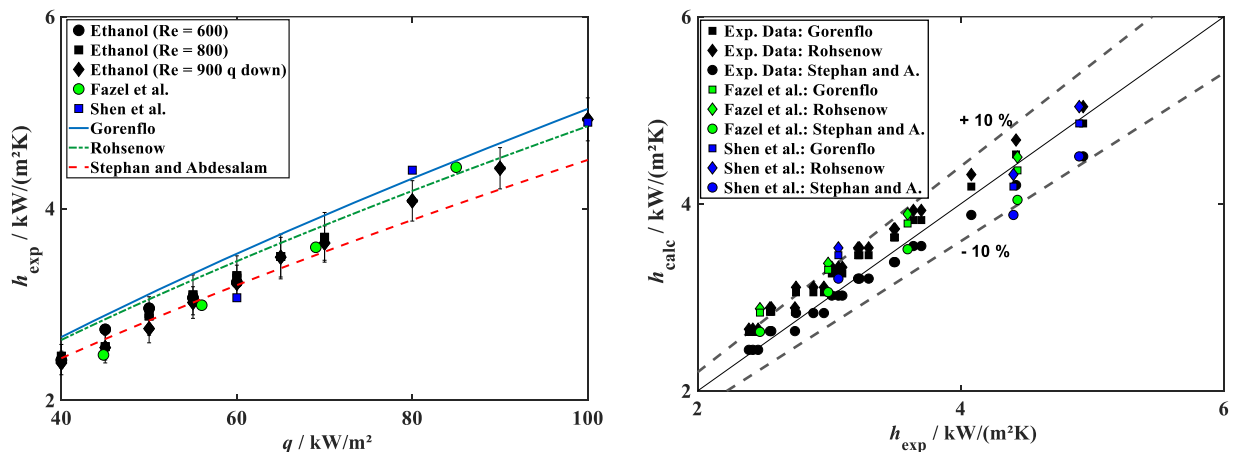 6
4
2
h_exp / kW/(m²K)
Ethanol (Re = 600)
Ethanol (Re = 800)
Ethanol (Re = 900 q down)
Fazel et al.
Shen et al.
Gorenflo
Rohsenow
Stephan and Abdesalam
40
60
80
100
q / kW/m²
6
4
2
h_calc / kW/(m²K)
Exp. Data: Gorenflo
Exp. Data: Rohsenow
Exp. Data: Stephan and A.
Fazel et al.: Gorenflo
Fazel et al.: Rohsenow
Fazel et al.: Stephan and A.
Shen et al.: Gorenflo
Shen et al.: Rohsenow
Shen et al.: Stephan and A.
+ 10 %
- 10 %
2
4
6
h_exp / kW/(m²K)